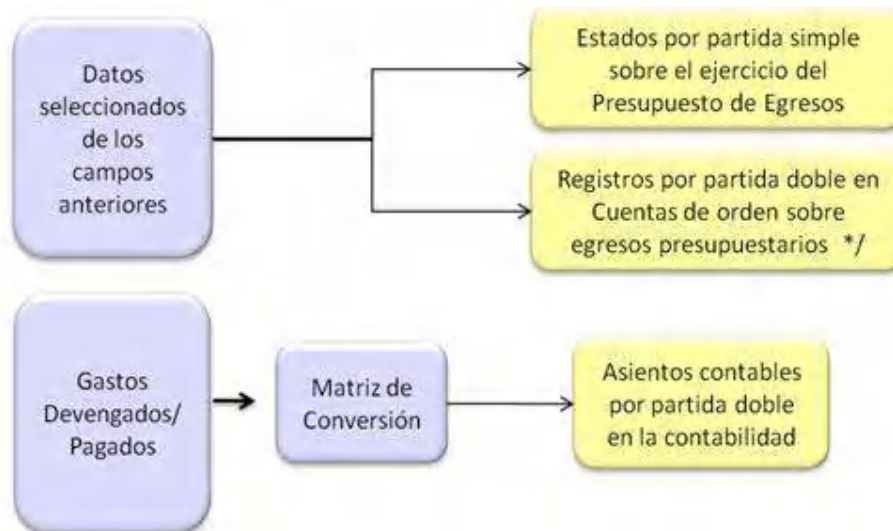 Datos
seleccionados
de los
campos
anteriores
Estados por partida simple
sobre el ejercicio del
Presupuesto de Egresos
Registros por partida doble en
Cuentas de orden sobre
egresos presupuestarios */
Gastos
Devengados/
Pagados
Matriz de
Conversión
Asientos contables
por partida doble
en la contabilidad